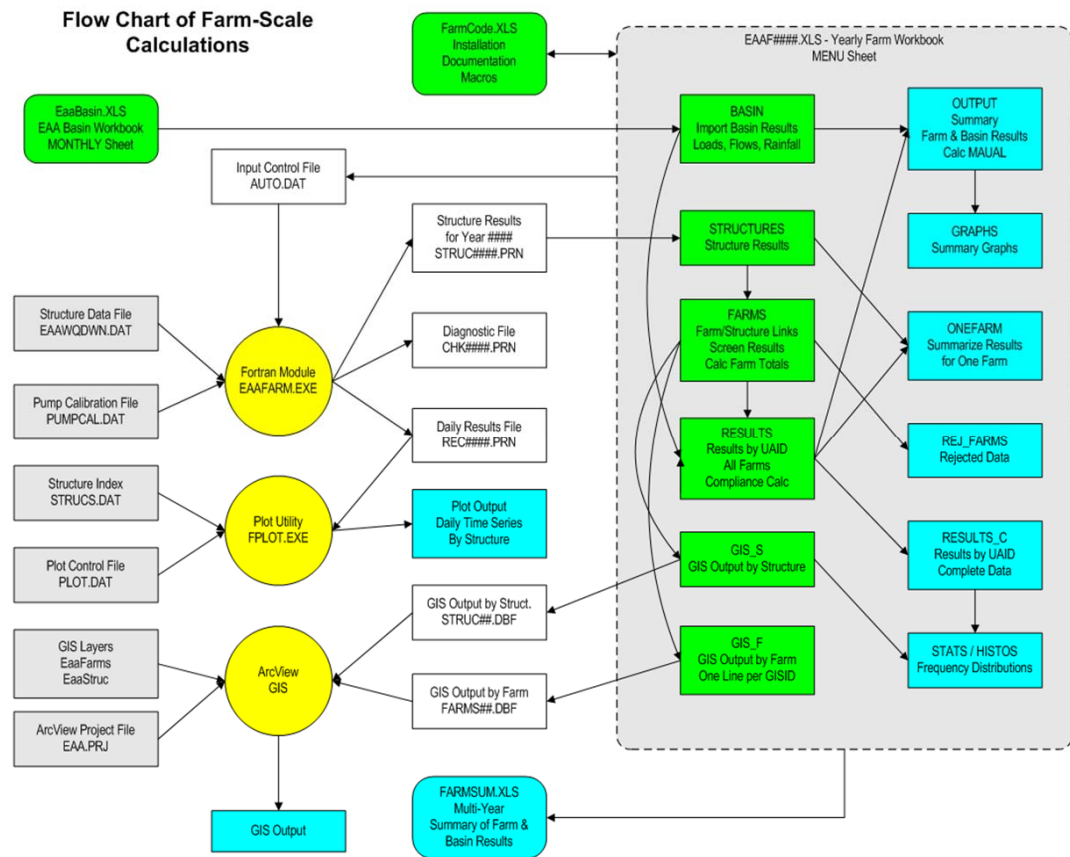 Flow Chart of Farm-Scale
Calculations
FarmCode.XLS
Installation
Documentation
Macros
EAAF####.XLS - Yearly Farm Workbook
MENU Sheet
EaaBasin.XLS
EAA Basin Workbook
MONTHLY Sheet
BASIN
Import Basin Results
Loads, Flows, Rainfall
OUTPUT
Summary
Farm & Basin Results
Calc MAUAL
Input Control File
AUTO.DAT
Structure Results
for Year ####
STRUC####.PRN
STRUCTURES
Structure Results
GRAPHS
Summary Graphs
Structure Data File
EAAWQDWN.DAT
Diagnostic File
CHK####.PRN
FARMS
Farm/Structure Links
Screen Results
Calc Farm Totals
ONEFARM
Summarize Results
for One Farm
Fortran Module
EAAFARM.EXE
Pump Calibration File
PUMPCAL.DAT
Daily Results File
REC####.PRN
RESULTS
Results by UAID
All Farms
Compliance Calc
REJ_FARMS
Rejected Data
Structure Index
STRUCS.DAT
Plot Utility
FPLOT.EXE
Plot Output
Daily Time Series
By Structure
RESULTS_C
Results by UAID
Complete Data
Plot Control File
PLOT.DAT
GIS_S
GIS Output by Structure
GIS Output by Struct.
STRUC##.DBF
GIS Layers
EaaFarms
EaaStruc
ArcView
GIS
GIS_F
GIS Output by Farm
One Line per GISID
STATS / HISTOS
Frequency Distributions
GIS Output by Farm
FARMS##.DBF
ArcView Project File
EAA.PRJ
FARMSUM.XLS
Multi-Year
Summary of Farm &
Basin Results
GIS Output